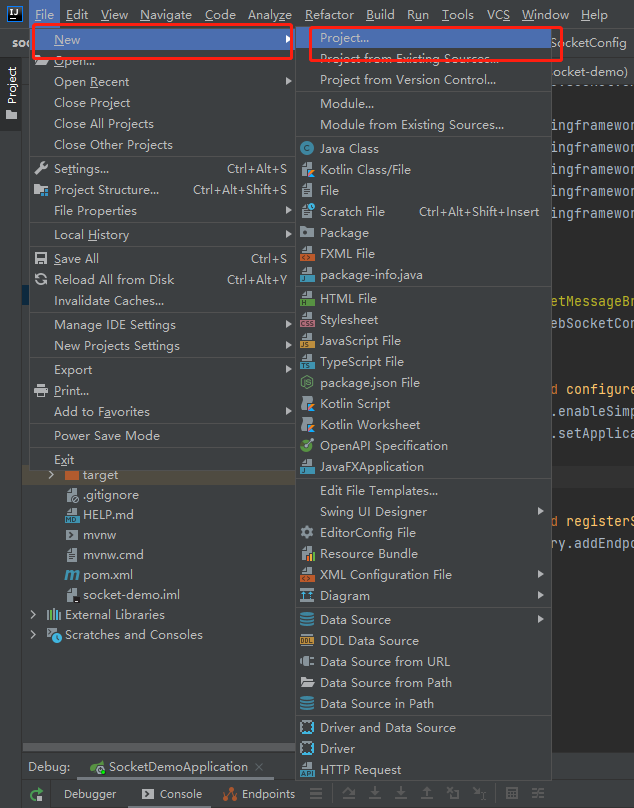 IJ
File Edit View Navigate Code Analyze Refactor Build Run Tools VCS Window Help
SocketConfig
Project
New
Open...
Open Recent
Close Project
Close All Projects
Close Other Projects
Settings... Ctrl+Alt+S
Project Structure... Ctrl+Alt+Shift+S
File Properties
Local History
Save All Ctrl+S
Reload All from Disk Ctrl+Alt+Y
Invalidate Caches...
Manage IDE Settings
New Projects Settings
Export
Print...
Add to Favorites
Power Save Mode
Exit
Project...
Project from Existing Sources...
Project from Version Control...
Module...
Module from Existing Sources...
Java Class
Kotlin Class/File
File
Scratch File Ctrl+Alt+Shift+Insert
Package
FXML File
package-info.java
HTML File
Stylesheet
JavaScript File
TypeScript File
package.json File
Kotlin Script
Kotlin Worksheet
OpenAPI Specification
JavaFXApplication
Edit File Templates...
Swing UI Designer
EditorConfig File
Resource Bundle
XML Configuration File
Diagram
Data Source
DDL Data Source
Data Source from URL
Data Source from Path
Data Source in Path
Driver and Data Source
Driver
HTTP Request
ocket-demo)
ingframework
ingframework
ingframework
ingframework
ingframework
etMessageBr
ebSocketCon
d configure
.enableSimp
.setApplica
d registerS
ry.addEndpo
target
.gitignore
HELP.md
mvnw
mvnw.cmd
pom.xml
socket-demo.iml
External Libraries
Scratches and Consoles
Debug: SocketDemoApplication
Debugger Console Endpoints